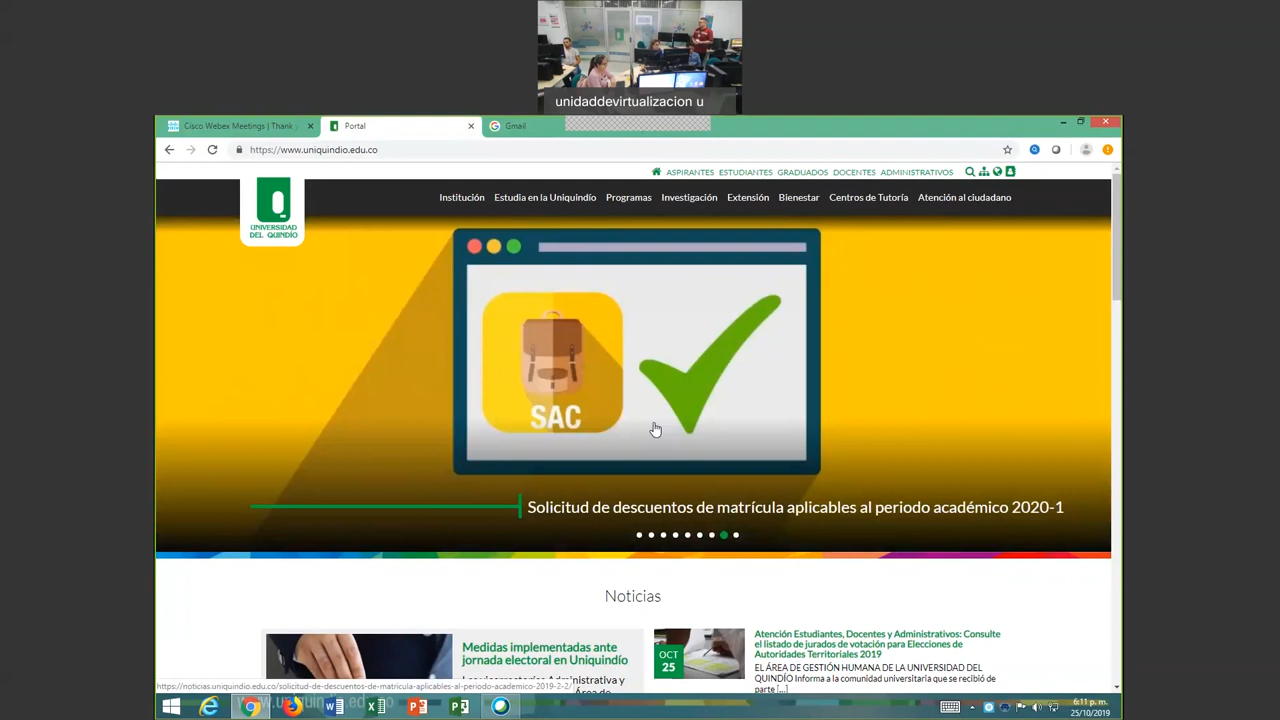 unidaddevirtualizacion u
Cisco Webex Meetings | Thank
Portal
Gmail
https://www.uniquindio.edu.co
ASPIRANTES ESTUDIANTES GRADUADOS DOCENTES ADMINISTRATIVOS
UNIVERSIDAD
DEL QUINDÍO
Institución Estudia en la Uniquindío Programas Investigación Extensión Bienestar Centros de Tutoría Atención al ciudadano
SAC
Solicitud de descuentos de matrícula aplicables al periodo académico 2020-1
Noticias
Medidas implementadas ante
jornada electoral en Uniquindío
OCT
25
Atención Estudiantes, Docentes y Administrativos: Consulte
el listado de jurados de votación para Elecciones de
Autoridades Territoriales 2019
EL ÁREA DE GESTIÓN HUMANA DE LA UNIVERSIDAD DEL
QUINDÍO Informa a la comunidad universitaria que se recibió de
parte [...]
https://noticias.uniquindio.edu.co/solicitud-de-descuentos-de-matricula-aplicables-al-periodo-academico-2019-2-2/
www.uniquindio.edu.co
6:11 p.m.
25/10/2019